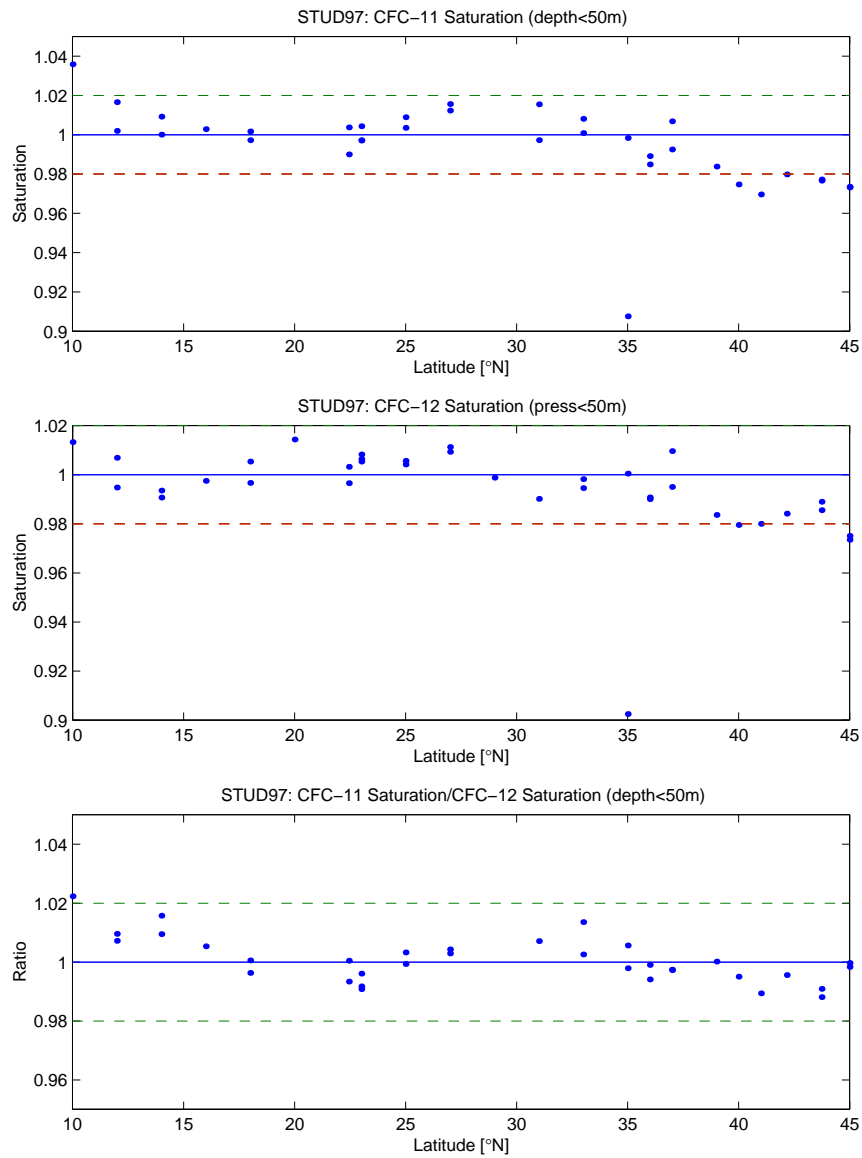 STUD97: CFC−11 Saturation (depth<50m)
1.04
1.02
1
0.98
0.96
0.94
0.92
0.9
Saturation
10 15 20 25 30 35 40 45
Latitude [°N]
STUD97: CFC−12 Saturation (press<50m)
1.02
1
0.98
0.96
0.94
0.92
0.9
Saturation
10 15 20 25 30 35 40 45
Latitude [°N]
STUD97: CFC−11 Saturation/CFC−12 Saturation (depth<50m)
1.04
1.02
1
0.98
0.96
Ratio
10 15 20 25 30 35 40 45
Latitude [°N]